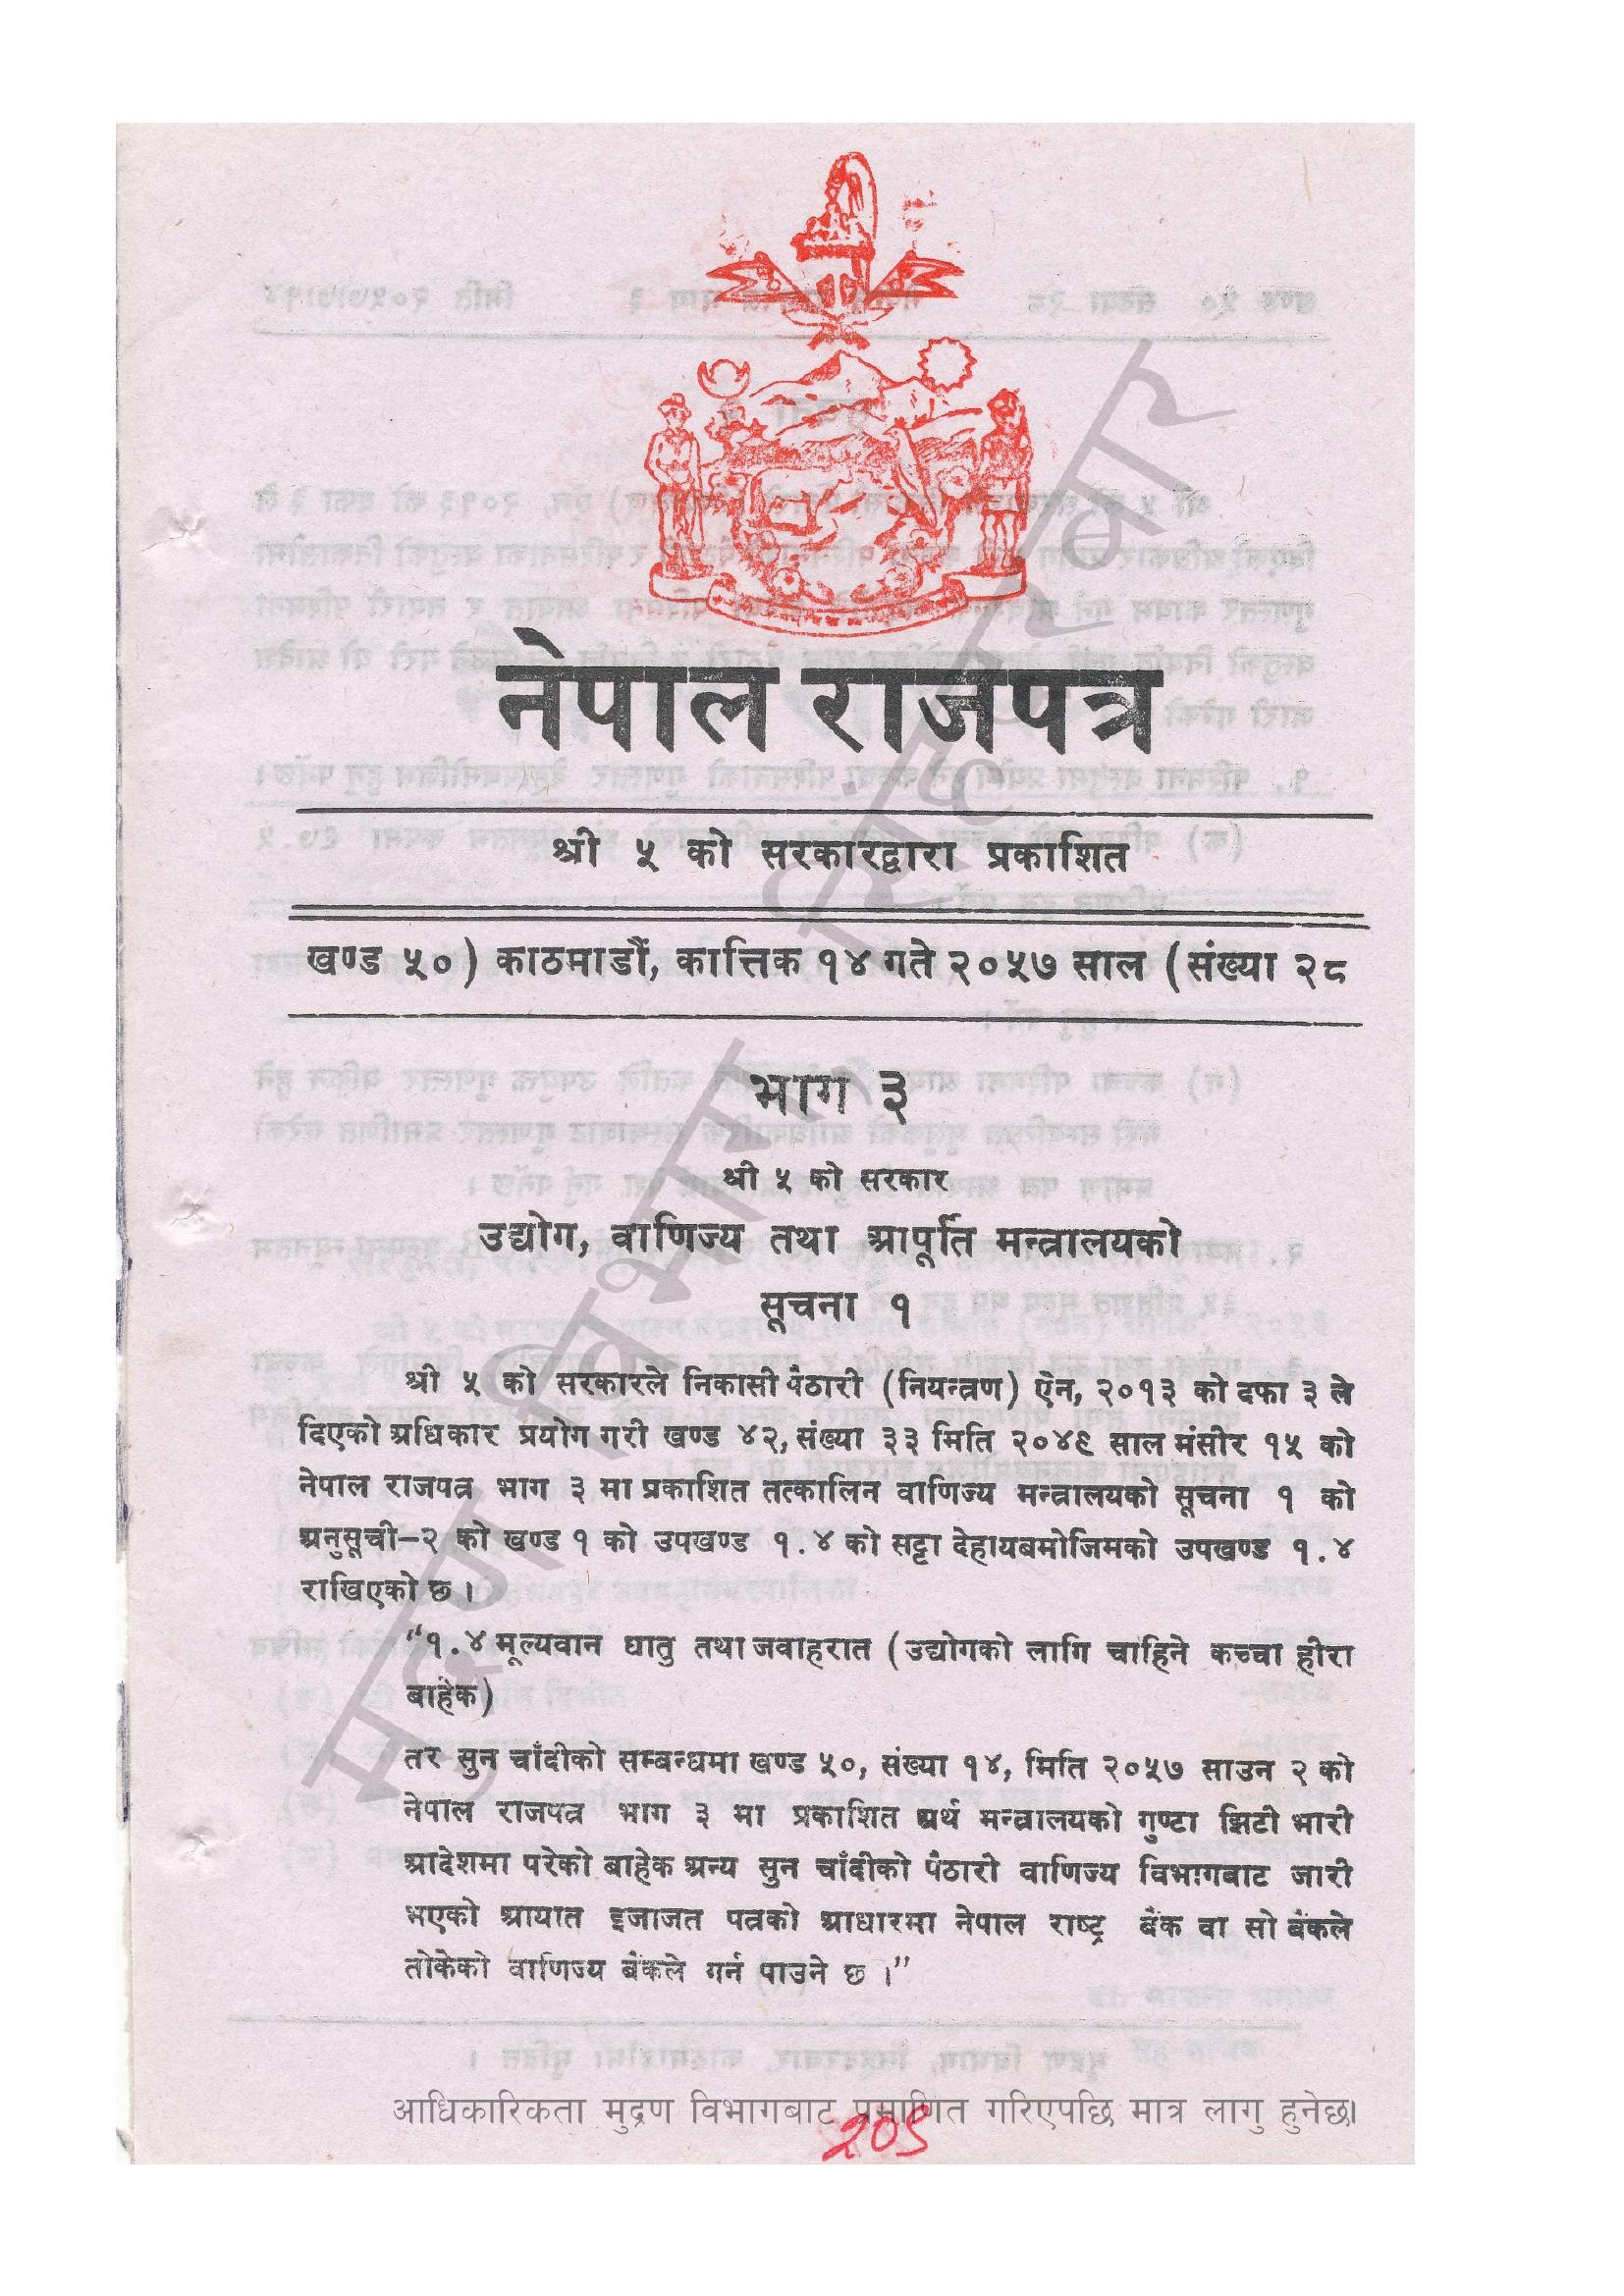 नेपाल राजपत्र
श्री ५ को सरकारद्वारा प्रकाशित
खण्ड ५०) काठमाडौं, कात्तिक १४ गते २०५७ साल (संख्या २८
भाग ३
श्री ५ को सरकार
उद्योग, वाणिज्य तथा आपूर्ति मन्त्रालयको
सूचना १
श्री ५ को सरकारले निकासी पैठारी (नियन्त्रण) ऐन, २०१३ को दफा ३ ले
दिएको अधिकार प्रयोग गरी खण्ड ४२, संख्या ३३ मिति २०४९ साल मंसीर १५ को
नेपाल राजपत्र भाग ३ मा प्रकाशित तत्कालिन वाणिज्य मन्त्रालयको सूचना १ को
अनुसूची-२ को खण्ड १ को उपखण्ड १.४ को सट्टा देहायबमोजिमको उपखण्ड १.४
राखिएको छ ।
"१.४ मूल्यवान धातु तथा जवाहरात (उद्योगको लागि चाहिने कच्चा हीरा
बाहेक)
तर सुन चाँदीको सम्बन्धमा खण्ड ५०, संख्या १४, मिति २०५७ साउन २ को
नेपाल राजपत्र भाग ३ मा प्रकाशित अर्थ मन्त्रालयको गुण्टा झिटी भारी
आदेशमा परेको बाहेक अन्य सुन चाँदीको पैठारी वाणिज्य विभागबाट जारी
भएको आयात इजाजत पत्रको आधारमा नेपाल राष्ट्र बैंक वा सो बैंकले
तोकेको वाणिज्य बैंकले गर्न पाउने छ ।"
मुद्रण विभाग, सिंहदरबार
आधिकारिकता मुद्रण विभागबाट प्रमाणित गरिएपछि मात्र लागु हुनेछ।